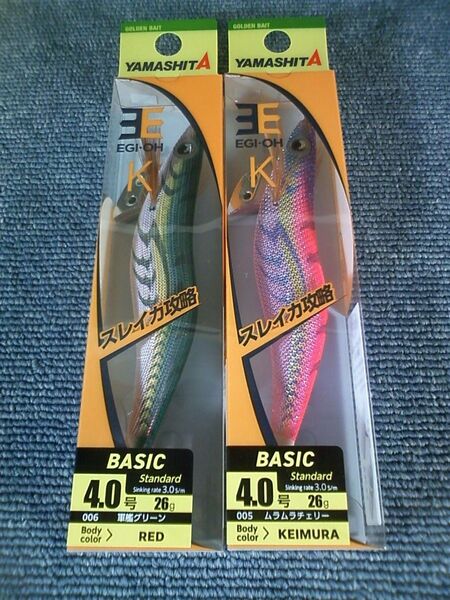 GOLDEN BAIT
YAMASHITA
EGI-OH
K
スレイカ攻略
BASIC
Standard
Sinking rate 3.0 s/m
4.0号 26g
006 軍艦グリーン
Body color > RED
GOLDEN BAIT
YAMASHITA
EGI-OH
K
スレイカ攻略
BASIC
Standard
Sinking rate 3.0 s/m
4.0号 26g
005 ムラムラチェリー
Body color > KEIMURA